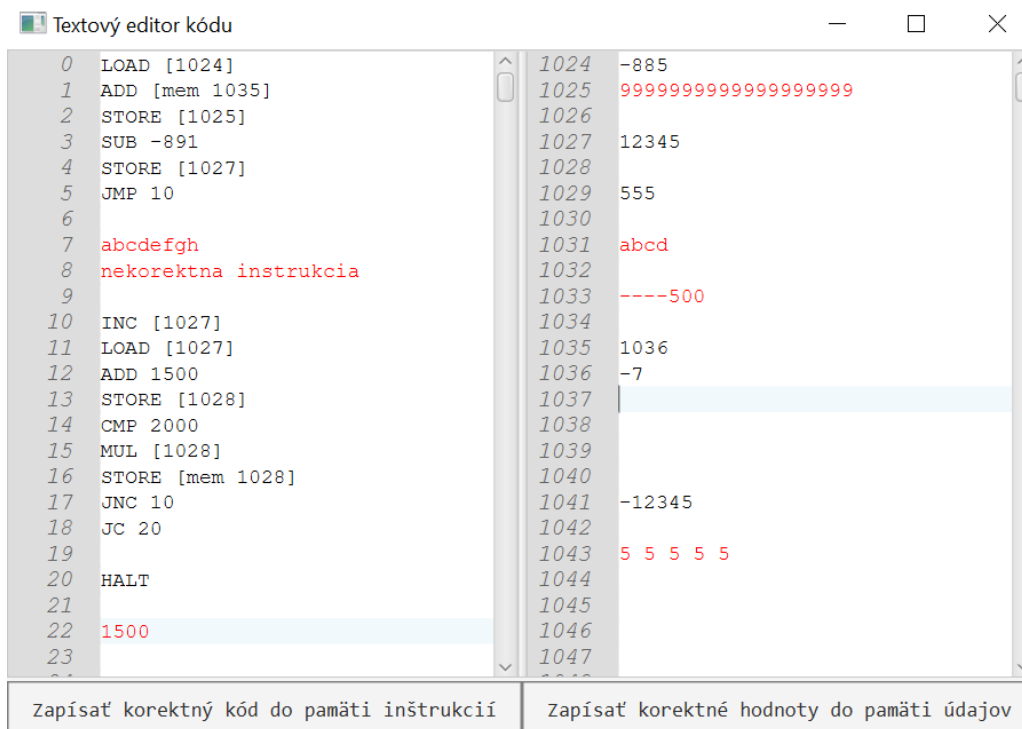 Textový editor kódu
0 LOAD [1024]
1 ADD [mem 1035]
2 STORE [1025]
3 SUB -891
4 STORE [1027]
5 JMP 10
6
7 abcdefgh
8 nekorektna instrukcia
9
10 INC [1027]
11 LOAD [1027]
12 ADD 1500
13 STORE [1028]
14 CMP 2000
15 MUL [1028]
16 STORE [mem 1028]
17 JNC 10
18 JC 20
19
20 HALT
21
22 1500
23
1024 -885
1025 9999999999999999999
1026
1027 12345
1028
1029 555
1030
1031 abcd
1032
1033 ----500
1034
1035 1036
1036 -7
1037
1038
1039
1040
1041 -12345
1042
1043 5 5 5 5 5
1044
1045
1046
1047
Zapísať korektný kód do pamäti inštrukcií
Zapísať korektné hodnoty do pamäti údajov